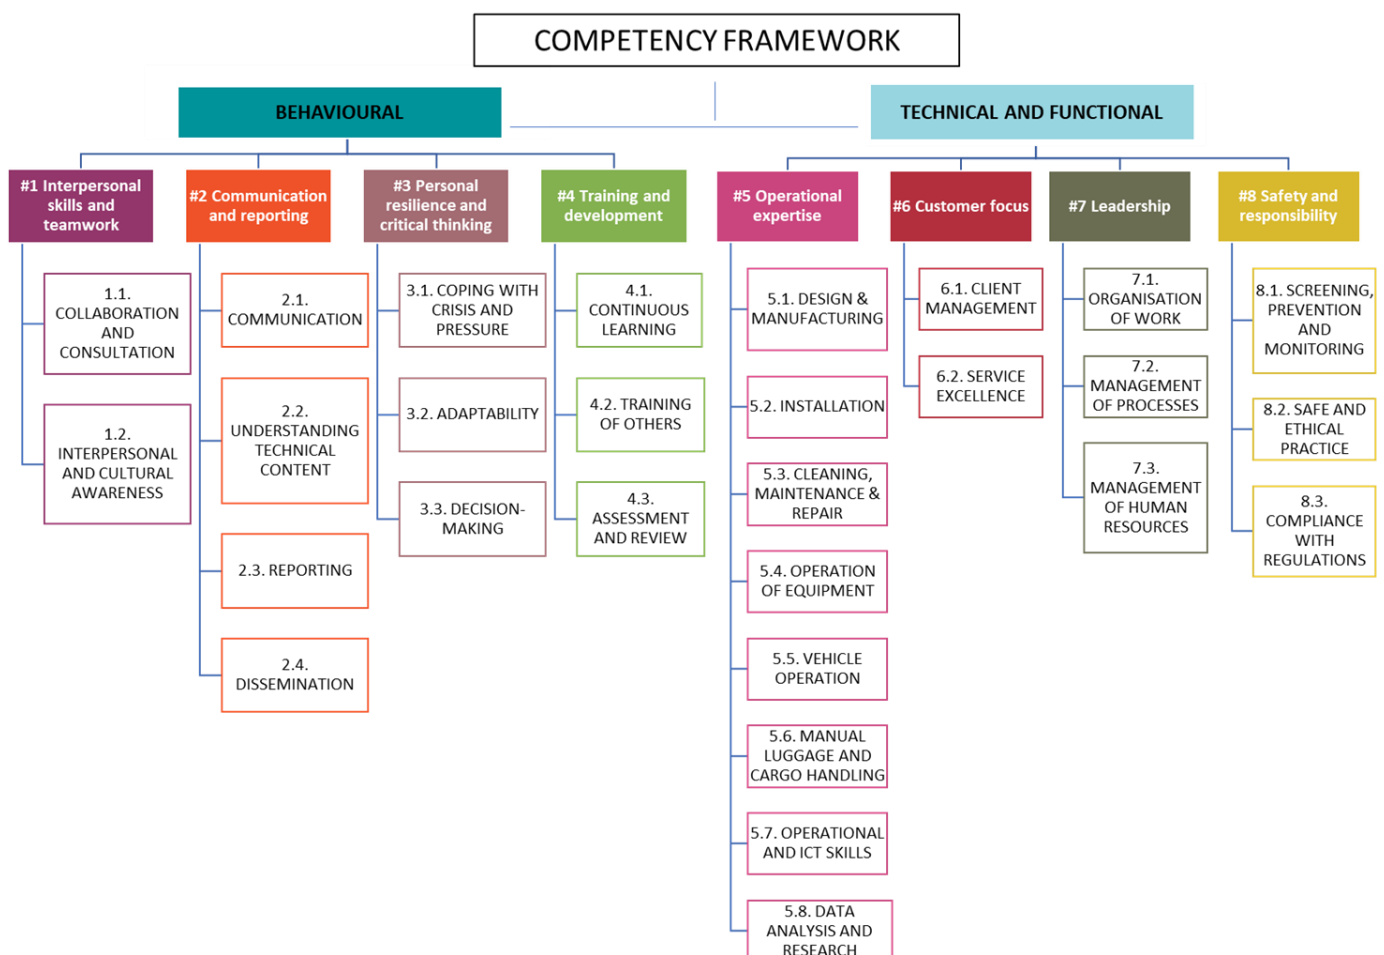 COMPETENCY FRAMEWORK
BEHAVIOURAL
TECHNICAL AND FUNCTIONAL
#1 Interpersonal
skills and
teamwork
#2 Communication
and reporting
#3 Personal
resilience and
critical thinking
#4 Training and
development
#5 Operational
expertise
#6 Customer focus
#7 Leadership
#8 Safety and
responsibility
1.1.
COLLABORATION
AND
CONSULTATION
1.2.
INTERPERSONAL
AND CULTURAL
AWARENESS
2.1.
COMMUNICATION
2.2.
UNDERSTANDING
TECHNICAL
CONTENT
2.3. REPORTING
2.4.
DISSEMINATION
3.1. COPING WITH
CRISIS AND
PRESSURE
3.2. ADAPTABILITY
3.3. DECISION-
MAKING
4.1.
CONTINUOUS
LEARNING
4.2. TRAINING
OF OTHERS
4.3.
ASSESSMENT
AND REVIEW
5.1. DESIGN &
MANUFACTURING
5.2. INSTALLATION
5.3. CLEANING,
MAINTENANCE &
REPAIR
5.4. OPERATION
OF EQUIPMENT
5.5. VEHICLE
OPERATION
5.6. MANUAL
LUGGAGE AND
CARGO HANDLING
5.7. OPERATIONAL
AND ICT SKILLS
5.8. DATA
ANALYSIS AND
RESEARCH
6.1. CLIENT
MANAGEMENT
6.2. SERVICE
EXCELLENCE
7.1.
ORGANISATION
OF WORK
7.2.
MANAGEMENT
OF PROCESSES
7.3.
MANAGEMENT
OF HUMAN
RESOURCES
8.1. SCREENING,
PREVENTION
AND
MONITORING
8.2. SAFE AND
ETHICAL
PRACTICE
8.3.
COMPLIANCE
WITH
REGULATIONS